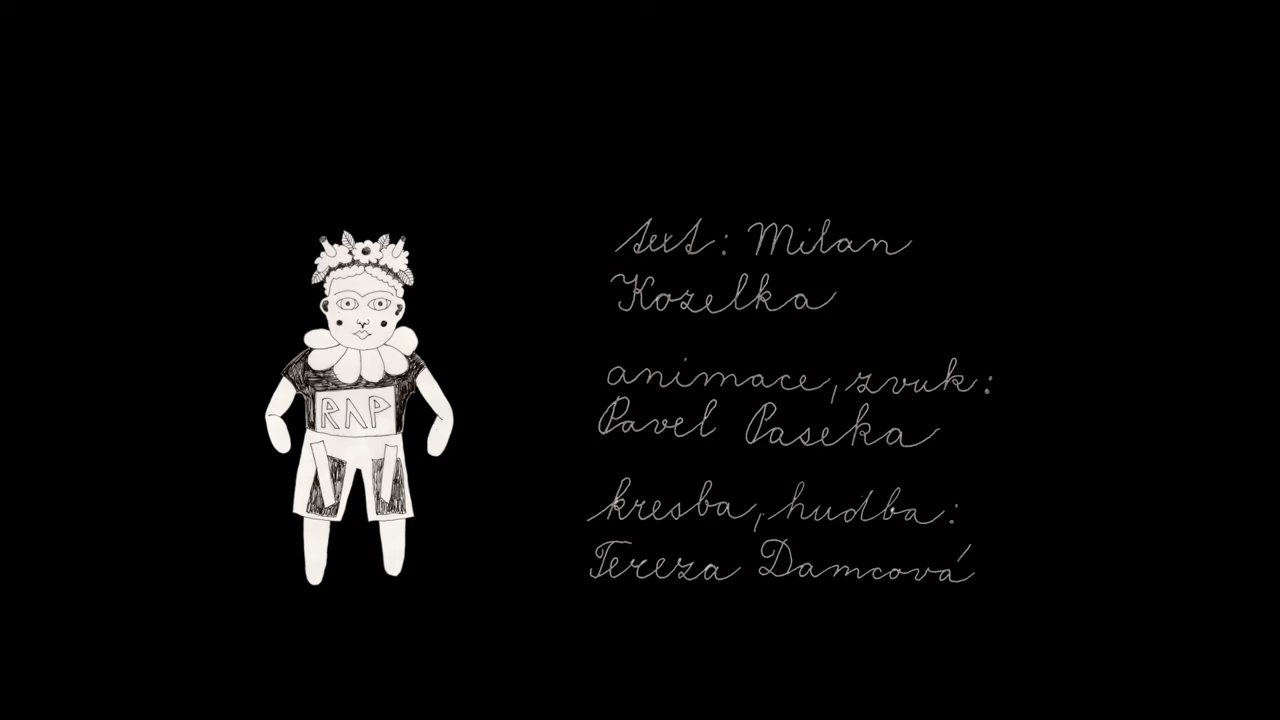 RAP
text: Milan
Kozelka
animace, zvuk:
Pavel Paseka
kresba, hudba:
Tereza Damcová